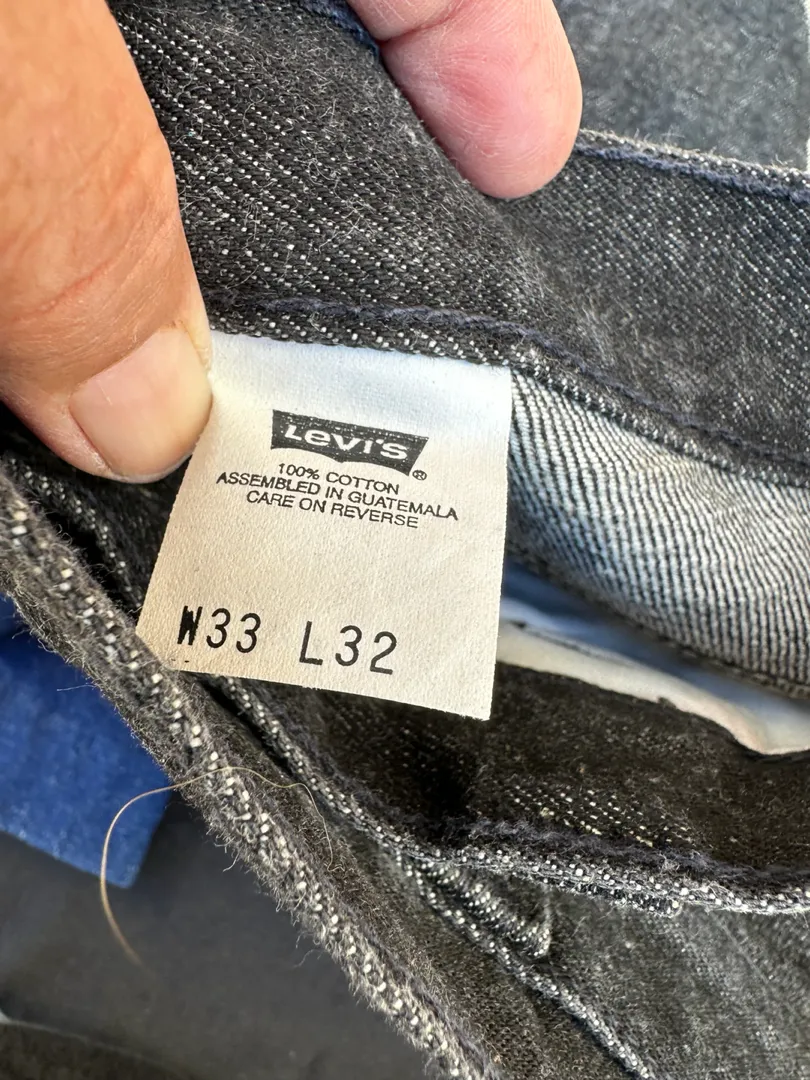 Levi's®
100% COTTON
ASSEMBLED IN GUATEMALA
CARE ON REVERSE
W33 L32